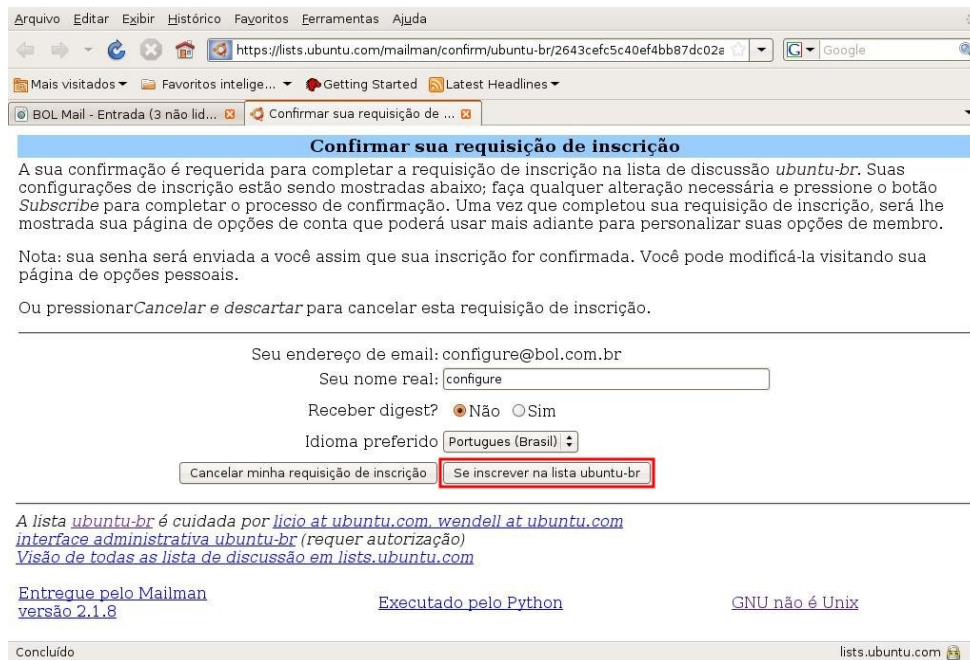 Arquivo Editar Exibir Histórico Favoritos Ferramentas Ajuda
https://lists.ubuntu.com/mailman/confirm/ubuntu-br/2643cefc5c40ef4bb87dc02a
G Google
Mais visitados Favoritos intelige... Getting Started Latest Headlines
BOL Mail - Entrada (3 não lid... Confirmar sua requisição de ...
Confirmar sua requisição de inscrição
A sua confirmação é requerida para completar a requisição de inscrição na lista de discussão ubuntu-br. Suas
configurações de inscrição estão sendo mostradas abaixo; faça qualquer alteração necessária e pressione o botão
Subscribe para completar o processo de confirmação. Uma vez que completou sua requisição de inscrição, será lhe
mostrada sua página de opções de conta que poderá usar mais adiante para personalizar suas opções de membro.
Nota: sua senha será enviada a você assim que sua inscrição for confirmada. Você pode modificá-la visitando sua
página de opções pessoais.
Ou pressionarCancelar e descartar para cancelar esta requisição de inscrição.
Seu endereço de email: configure@bol.com.br
Seu nome real: configure
Receber digest? Não Sim
Idioma preferido Portugues (Brasil)
Cancelar minha requisição de inscrição Se inscrever na lista ubuntu-br
A lista ubuntu-br é cuidada por licio at ubuntu.com, wendell at ubuntu.com
interface administrativa ubuntu-br (requer autorização)
Visão de todas as lista de discussão em lists.ubuntu.com
Entregue pelo Mailman
versão 2.1.8
Executado pelo Python
GNU não é Unix
Concluído
lists.ubuntu.com